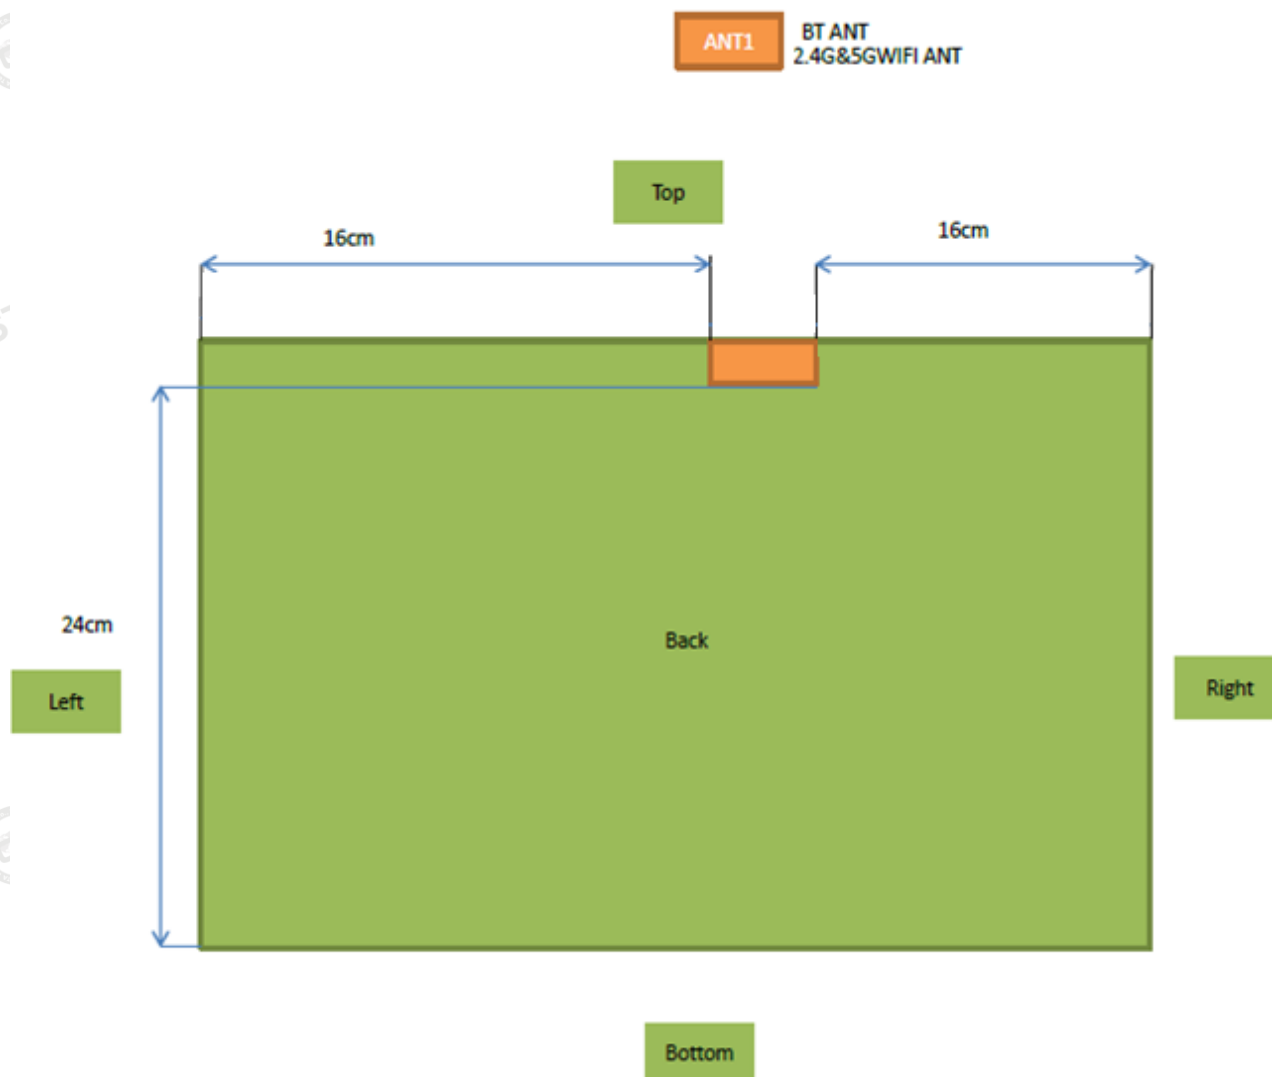 ANT1
BT ANT
2.4G&5GWIFI ANT
Top
16cm
16cm
24cm
Back
Left
Right
Bottom